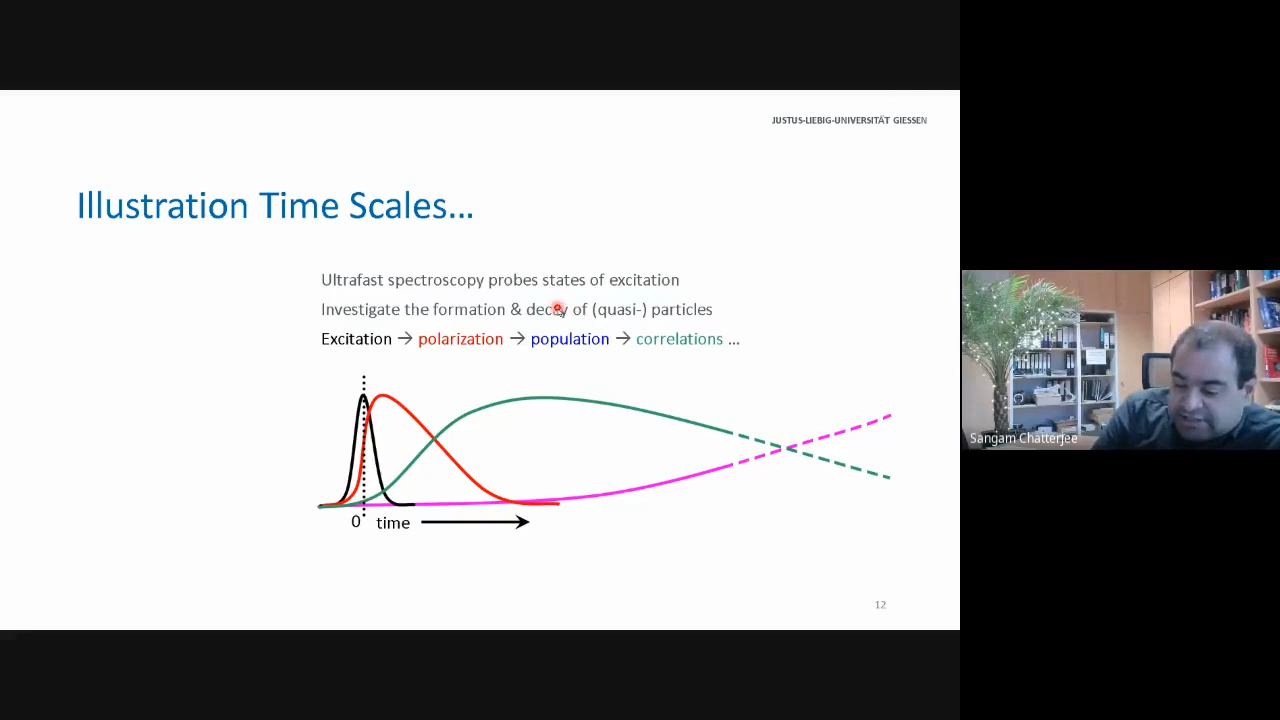 JUSTUS-LIEBIG-UNIVERSITÄT GIESSEN
Illustration Time Scales...
Ultrafast spectroscopy probes states of excitation
Investigate the formation & decay of (quasi-) particles
Excitation → polarization → population → correlations ...
0 time
12
Sangam Chatterjee